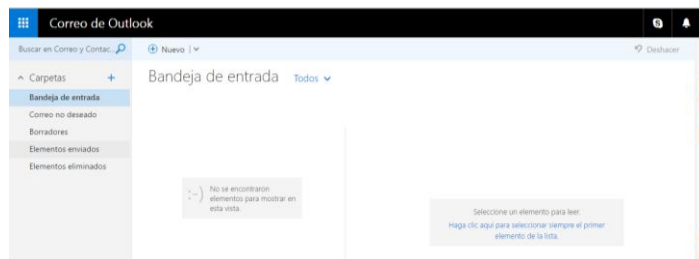 Correo de Outlook
Buscar en Correo y Contac...
Nuevo
Deshacer
Carpetas
Bandeja de entrada
Correo no deseado
Borradores
Elementos enviados
Elementos eliminados
Bandeja de entrada Todos
:-)
No se encontraron
elementos para mostrar en
esta vista.
Seleccione un elemento para leer.
Haga clic aquí para seleccionar siempre el primer
elemento de la lista.